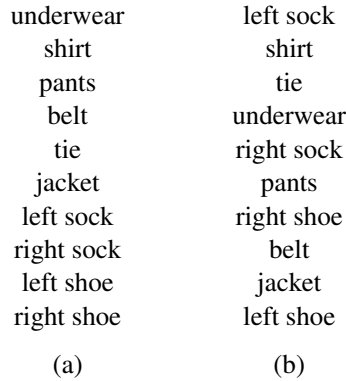 underwear
shirt
pants
belt
tie
jacket
left sock
right sock
left shoe
right shoe
(a)
left sock
shirt
tie
underwear
right sock
pants
right shoe
belt
jacket
left shoe
(b)